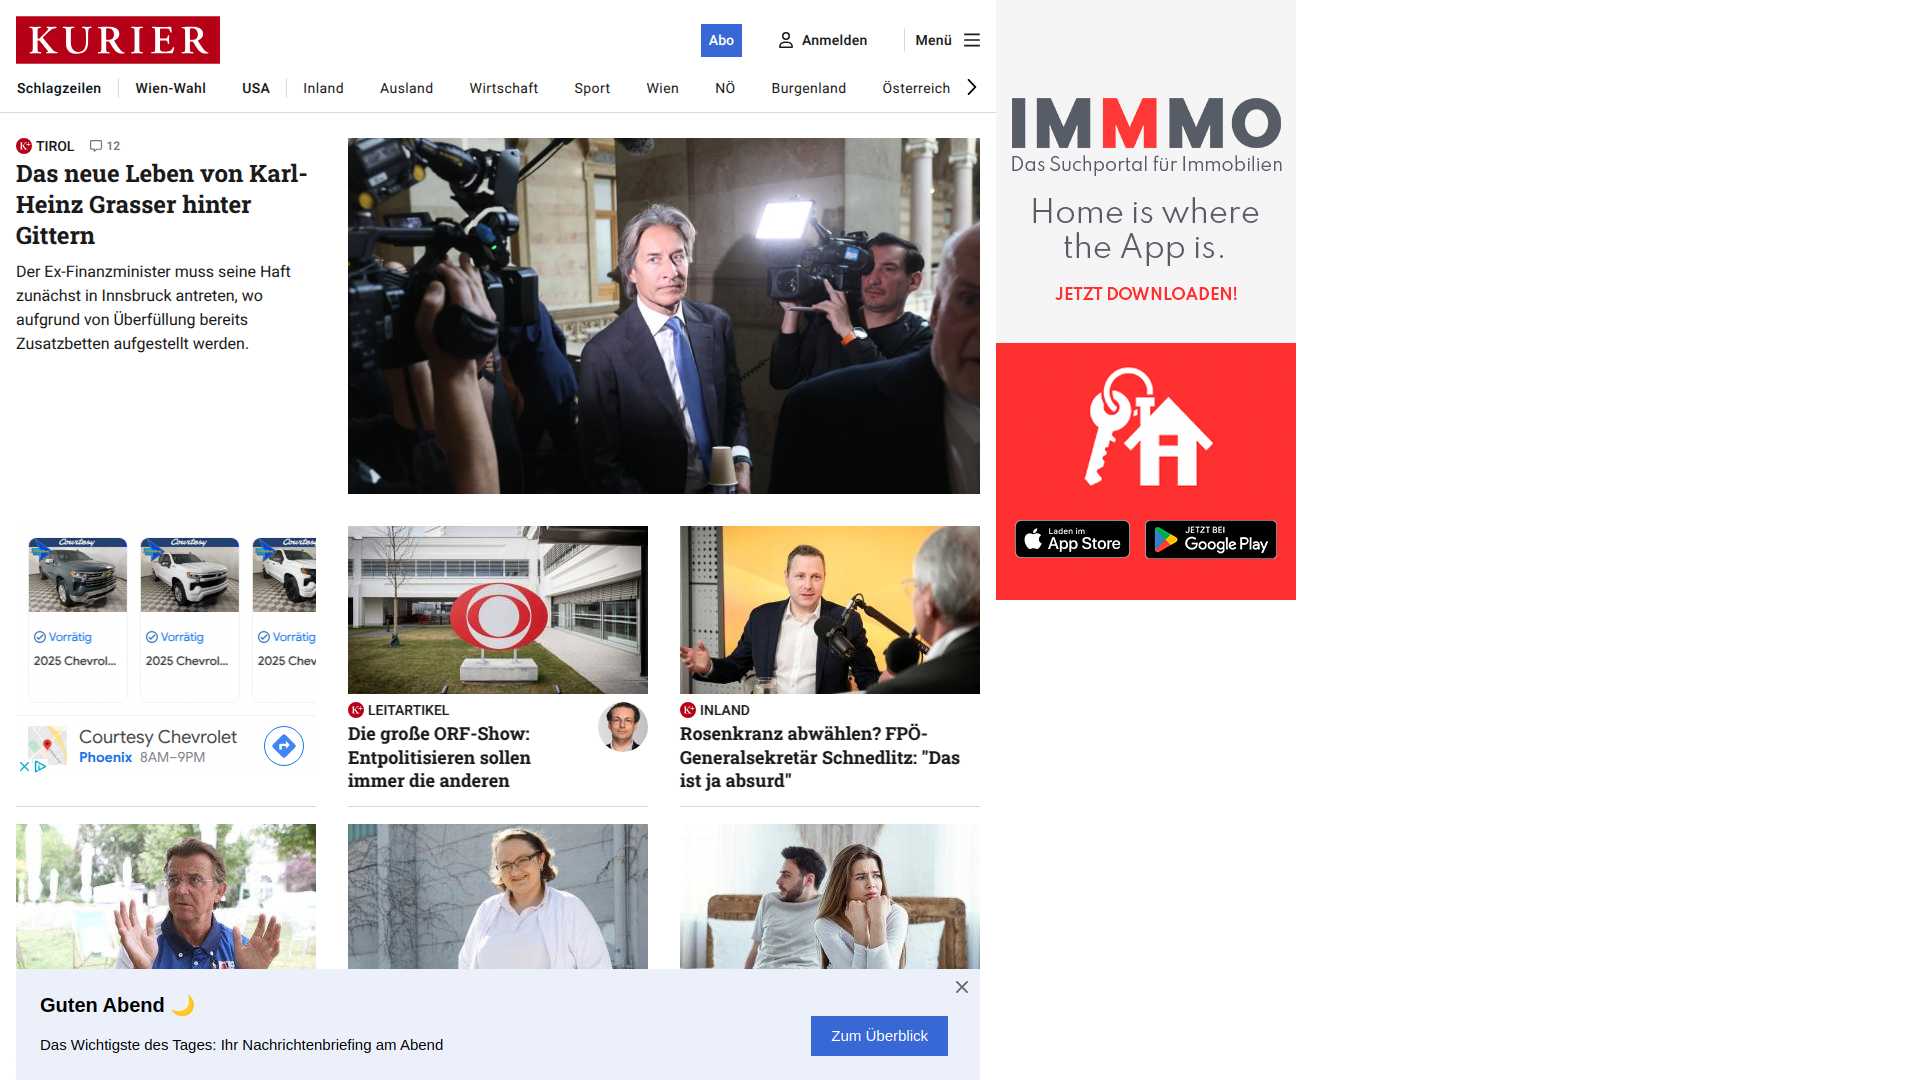 KURIER
Abo
Anmelden
Menü
Schlagzeilen
Wien-Wahl
USA
Inland
Ausland
Wirtschaft
Sport
Wien
NÖ
Burgenland
Österreich
TIROL
12
Das neue Leben von Karl-
Heinz Grasser hinter
Gittern
Der Ex-Finanzminister muss seine Haft
zunächst in Innsbruck antreten, wo
aufgrund von Überfüllung bereits
Zusatzbetten aufgestellt werden.
IMMMO
Das Suchportal für Immobilien
Home is where
the App is.
JETZT DOWNLOADEN!
Laden im
App Store
JETZT BEI
Google Play
Courtesy
Courtesy
Courtesy
Vorrätig
Vorrätig
Vorrätig
2025 Chevrol...
2025 Chevrol...
2025 Chev
Courtesy Chevrolet
Phoenix 8AM–9PM
K+ LEITARTIKEL
Die große ORF-Show:
Entpolitisieren sollen
immer die anderen
K+ INLAND
Rosenkranz abwählen? FPÖ-
Generalsekretär Schnedlitz: "Das
ist ja absurd"
Guten Abend 🌙
Das Wichtigste des Tages: Ihr Nachrichtenbriefing am Abend
Zum Überblick